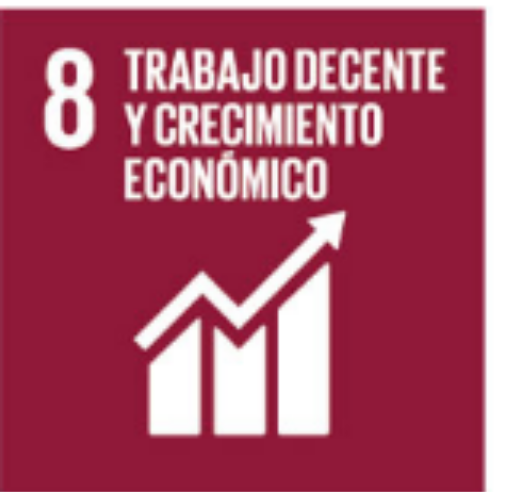 8 TRABAJO DECENTE
Y CRECIMIENTO
ECONÓMICO